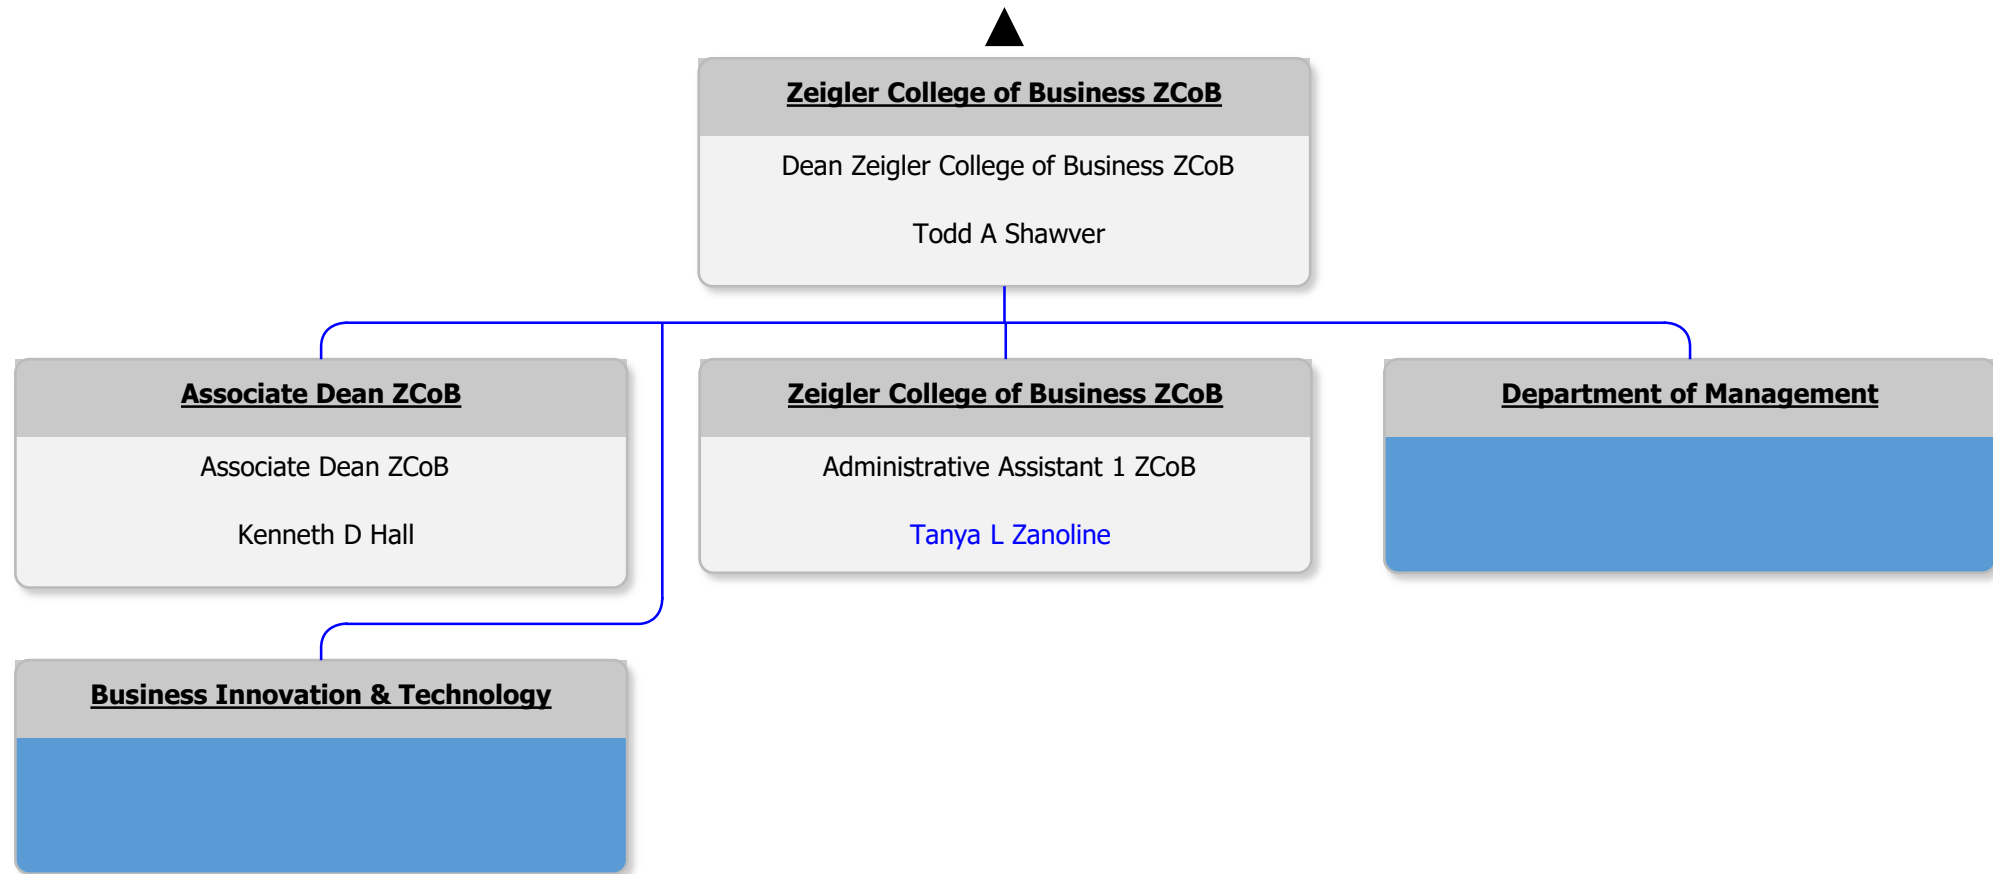 Zeigler College of Business ZCoB
Dean Zeigler College of Business ZCoB
Todd A Shawver
Associate Dean ZCoB
Associate Dean ZCoB
Kenneth D Hall
Zeigler College of Business ZCoB
Administrative Assistant 1 ZCoB
Tanya L Zanoline
Department of Management
Business Innovation & Technology